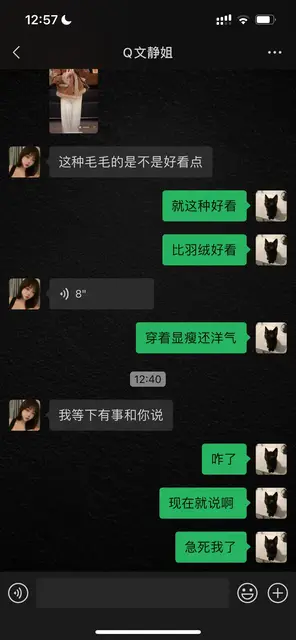 12:57
Q文静姐
这种毛毛的是不是好看点
就这种好看
比羽绒好看
8"
穿着显瘦还洋气
12:40
我等下有事和你说
咋了
现在就说啊
急死我了